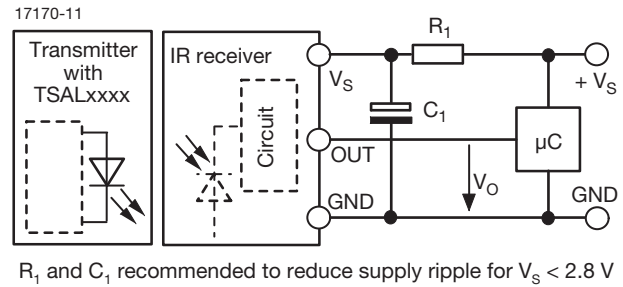 17170-11
Transmitter
with
TSALxxxx
IR receiver
Circuit
V_S
OUT
GND
R_1
C_1
V_O
µC
+ V_S
GND
R_1 and C_1 recommended to reduce supply ripple for V_S < 2.8 V